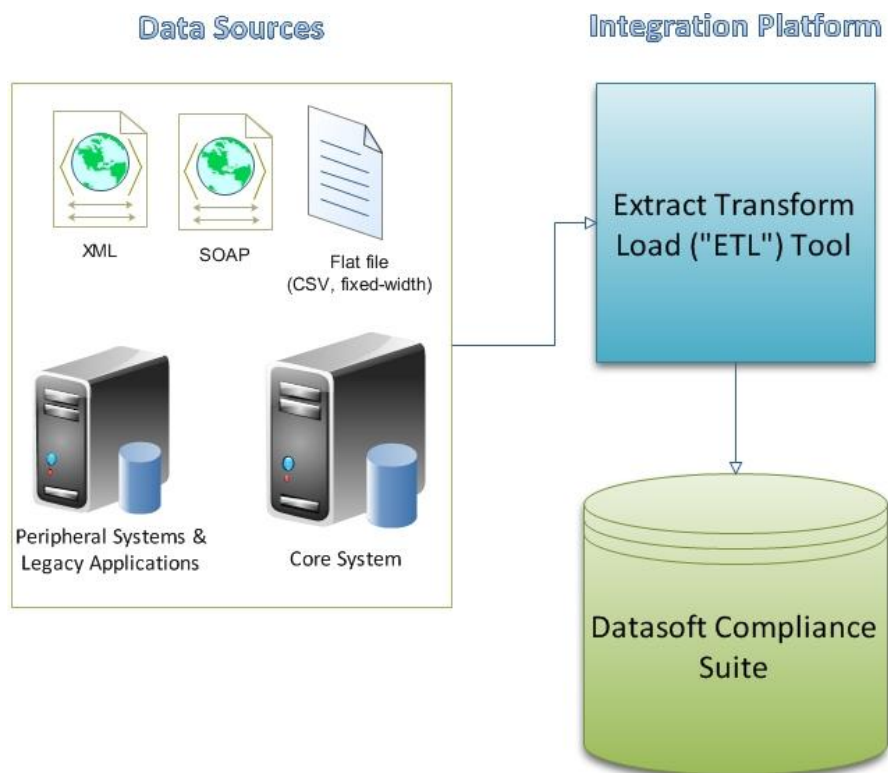 Data Sources
Integration Platform
XML
SOAP
Flat file
(CSV, fixed-width)
Peripheral Systems &
Legacy Applications
Core System
Extract Transform
Load ("ETL") Tool
Datasoft Compliance
Suite